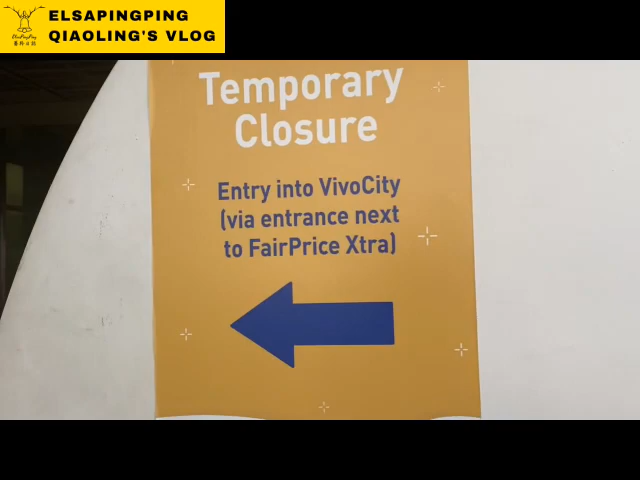 ELSAPINGPING
QIAOLING'S VLOG
Temporary
Closure
Entry into VivoCity
(via entrance next
to FairPrice Xtra)